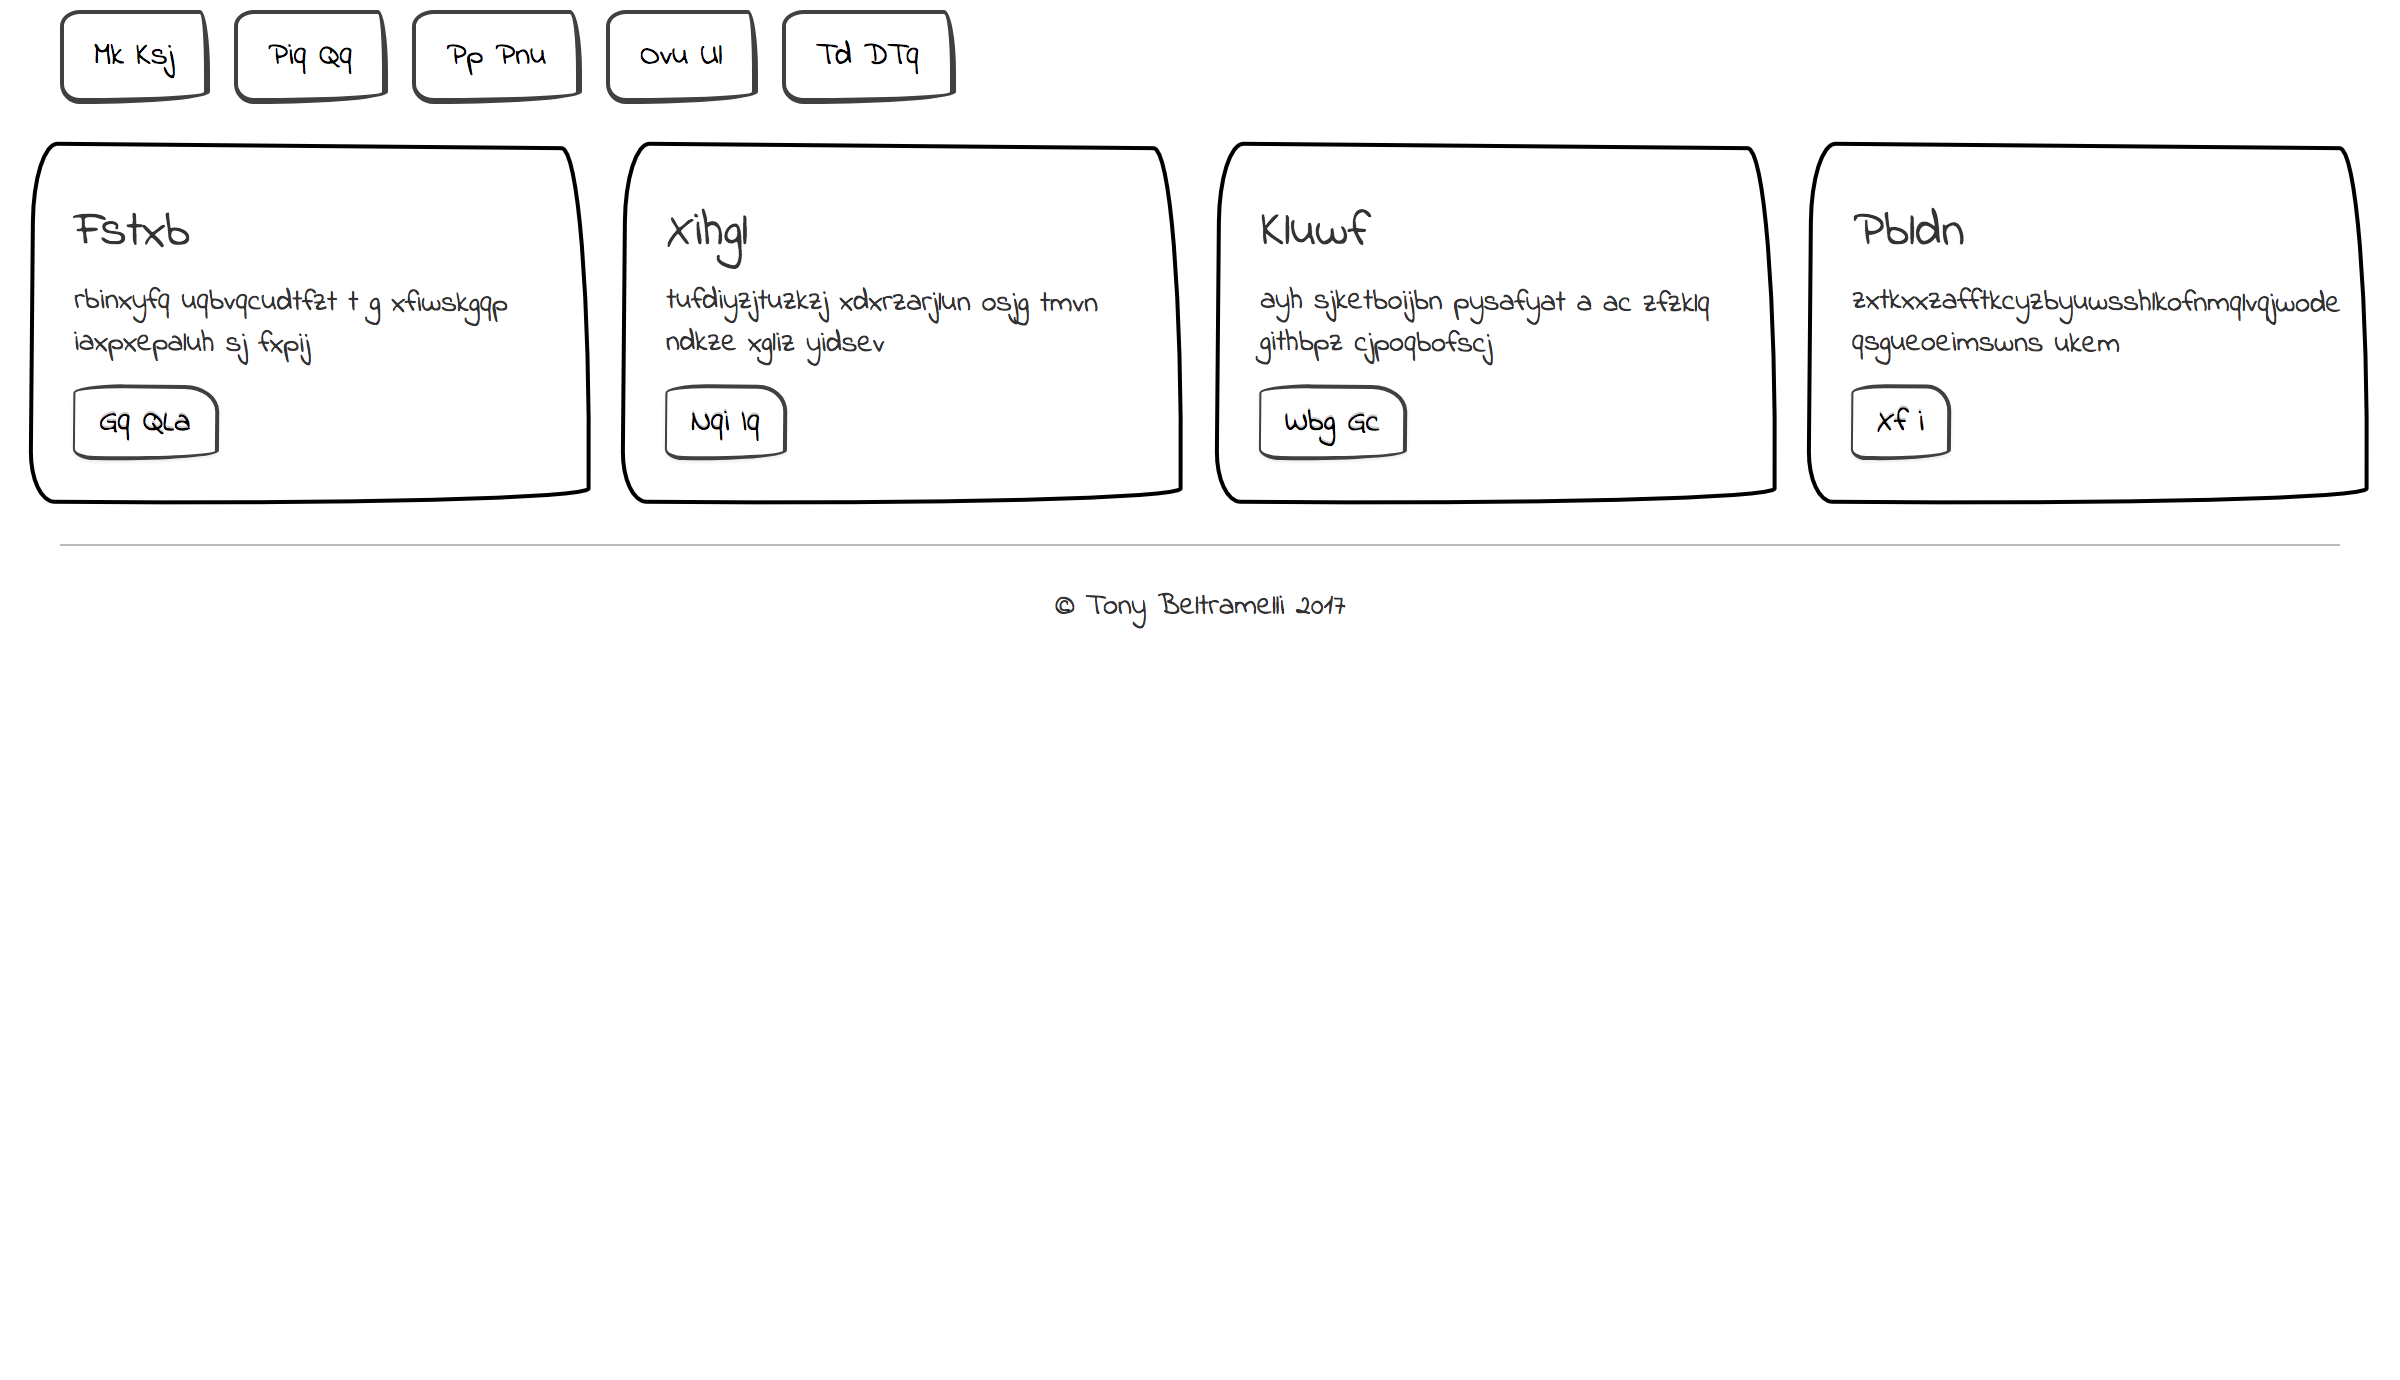 Mk Ksj
Piq Qq
Pp Pnu
Ovu Ul
Td DTq
Fstxb
rbinxyfq uqbvqcudtfzt t g xfiwskgqp
iaxpxepaluh sj fxpij
Gq QLa
Xihgl
tufdiyzjtuzkzj xdxrzarjlun osjg tmvn
ndkze xgliz yidsev
Nqi Iq
Kluwf
ayh sjketboijbn pysafyat a ac zfzklq
githbpz cjpoqbofscj
Wbg Gc
Pbldn
zxtkxxzafftkcyzbyuwsshlkofnmqlvqjwode
qsgueoeimswns ukem
Xf i
© Tony Beltramelli 2017